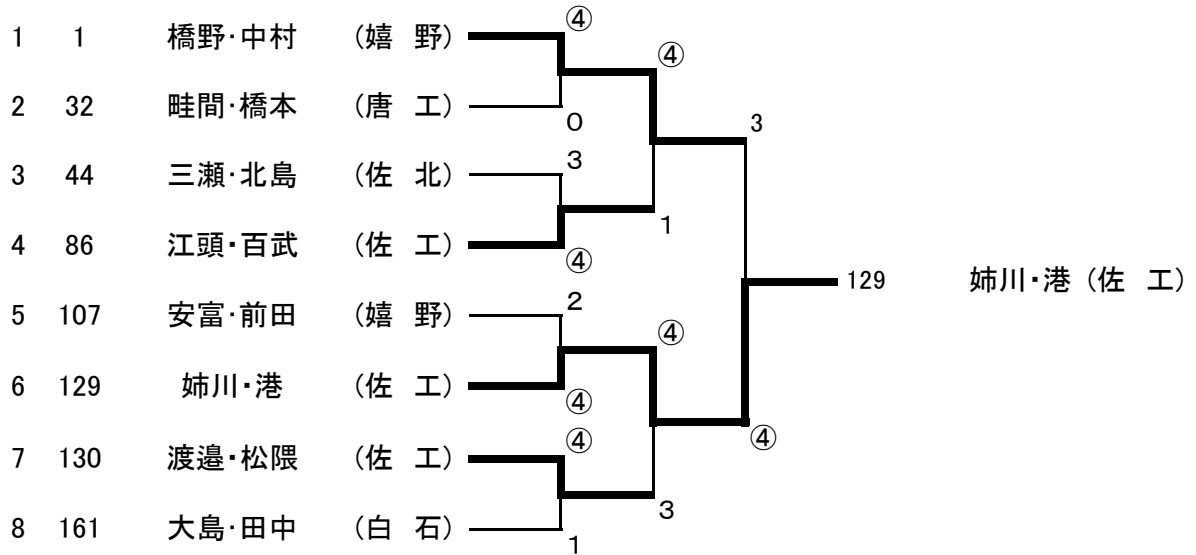 ④
1 1 橋野・中村 (嬉 野)
④
2 32 畦間・橋本 (唐 工)
0
3
3
3 44 三瀬・北島 (佐 北)
1
4 86 江頭・百武 (佐 工)
④
129 姉川・港 (佐 工)
2
5 107 安富・前田 (嬉 野)
④
6 129 姉川・港 (佐 工)
④
④
④
7 130 渡邉・松隈 (佐 工)
3
8 161 大島・田中 (白 石)
1